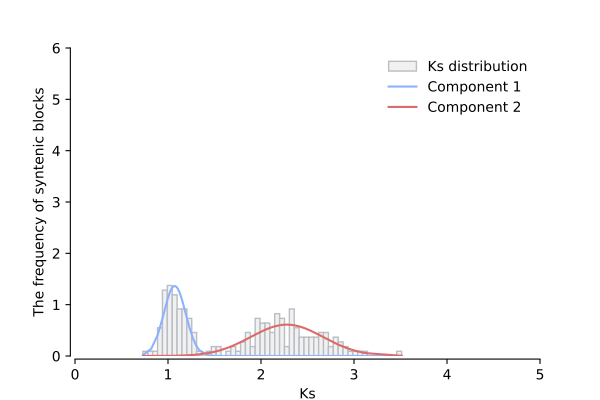 The frequency of syntenic blocks
6
5
4
3
2
1
0
Ks distribution
Component 1
Component 2
0 1 2 3 4 5
Ks